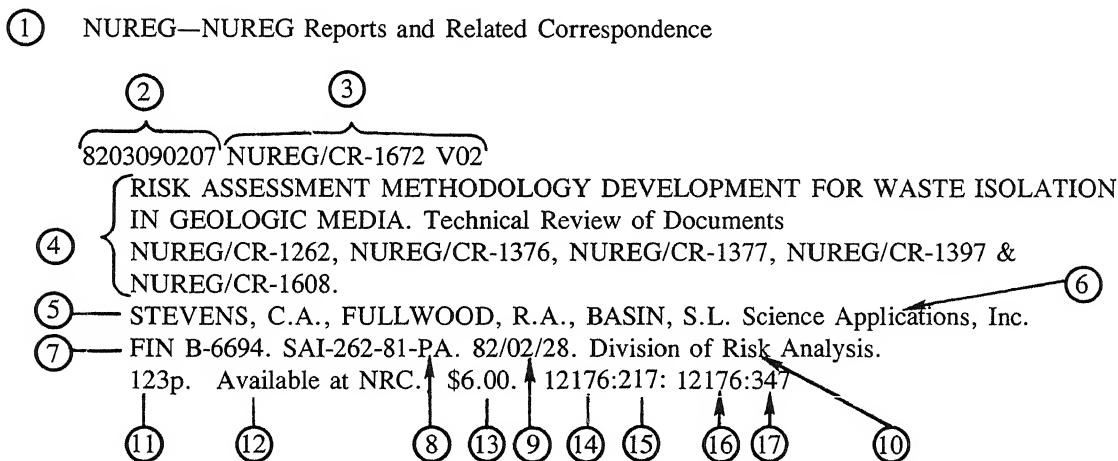 ① NUREG—NUREG Reports and Related Correspondence
② ③
8203090207 NUREG/CR-1672 V02
RISK ASSESSMENT METHODOLOGY DEVELOPMENT FOR WASTE ISOLATION
IN GEOLOGIC MEDIA. Technical Review of Documents
④ NUREG/CR-1262, NUREG/CR-1376, NUREG/CR-1377, NUREG/CR-1397 &
NUREG/CR-1608. ⑥
⑤ STEVENS, C.A., FULLWOOD, R.A., BASIN, S.L. Science Applications, Inc.
⑦ FIN B-6694. SAI-262-81-PA. 82/02/28. Division of Risk Analysis.
123p. Available at NRC. $6.00. 12176:217: 12176:347
⑪ ⑫ ⑧ ⑬ ⑨ ⑭ ⑮ ⑯ ⑰ ⑩